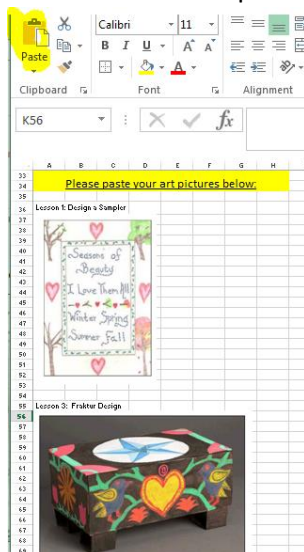 Calibri 11
Paste B I U A A
Clipboard Font Alignment
K56 fx
A B C D E F G H
33
34 Please paste your art pictures below:
35
36 Lesson 1: Design a Sampler
37
38
39
40 Seasons of
41
42 Beauty
43
44 I Love Them All
45
46
47 Winter Spring
48
49 Summer Fall
50
51
52
53
54
55 Lesson 3: Fraktur Design
56
57
58
59
60
61
62
63
64
65
66
67
68
69